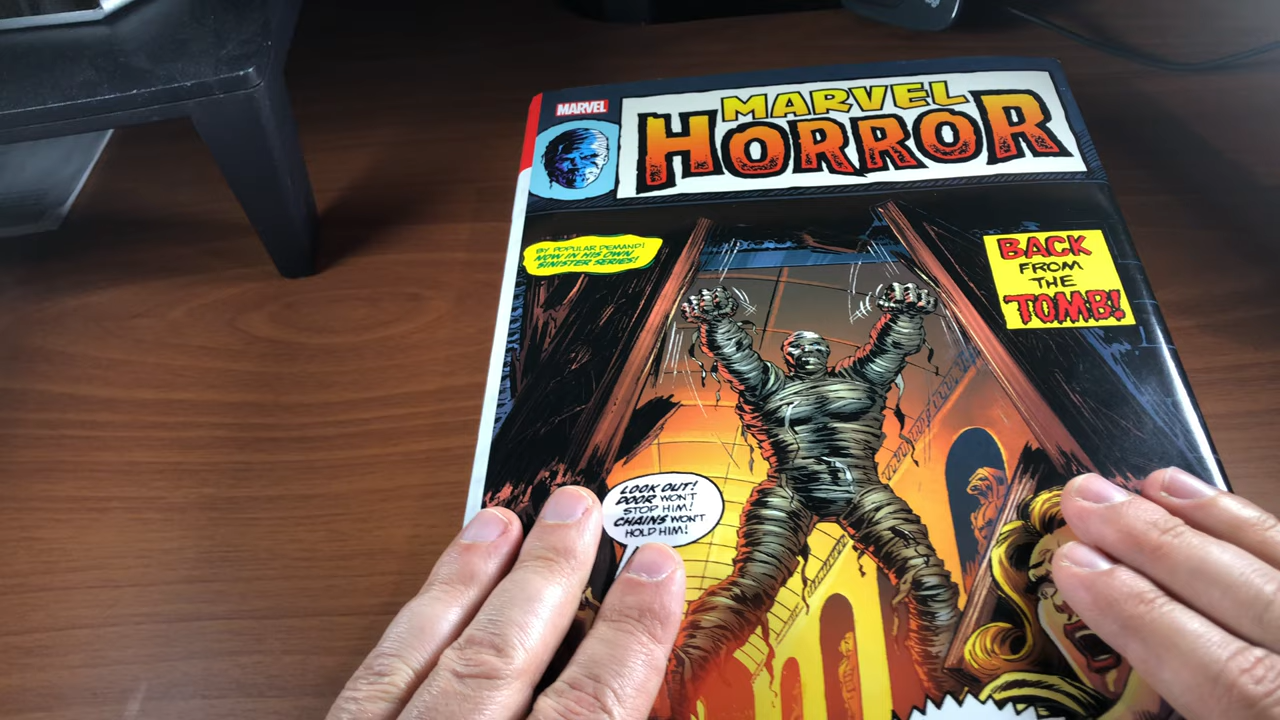 MARVEL
MARVEL
HORROR
BY POPULAR DEMAND!
NOW IN HIS OWN
SINISTER SERIES!
BACK
FROM
THE
TOMB!
LOOK OUT!
DOOR WON'T
STOP HIM!
CHAINS WON'T
HOLD HIM!